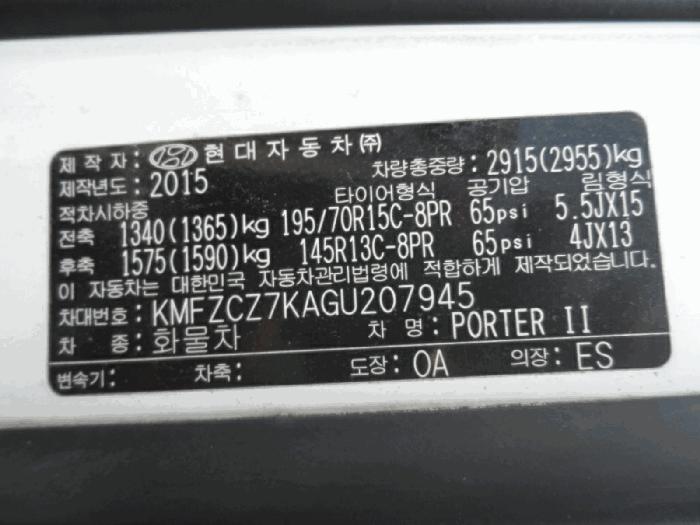 제 작 자 : 현대자동차㈜ 차량총중량 : 2915(2955)kg
제작년도 : 2015 타이어형식 공기압 림형식
적차시하중
전축 1340(1365)kg 195/70R15C-8PR 65psi 5.5JX15
후축 1575(1590)kg 145R13C-8PR 65psi 4JX13
이 자동차는 대한민국 자동차관리법령에 적합하게 제작되었습니다.
차대번호 : KMFZCZ7KAGU207945
차 종 : 화물차 차 명 : PORTER II
변속기 : 차축 : 도장 : OA 의장 : ES